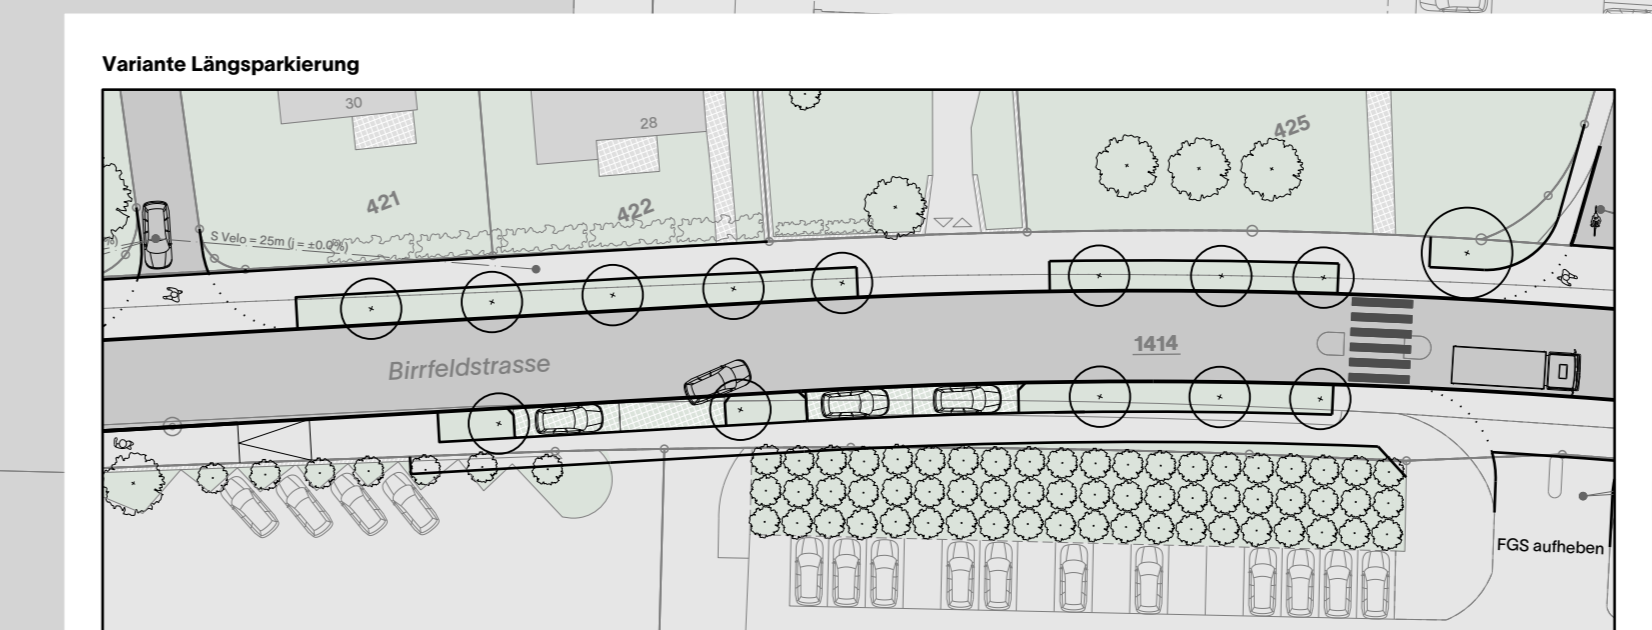 Variante Längsparkierung
30
28
425
421
422
S Velo = 25m (j = ±0.0%)
1414
Birrfeldstrasse
FGS aufheben